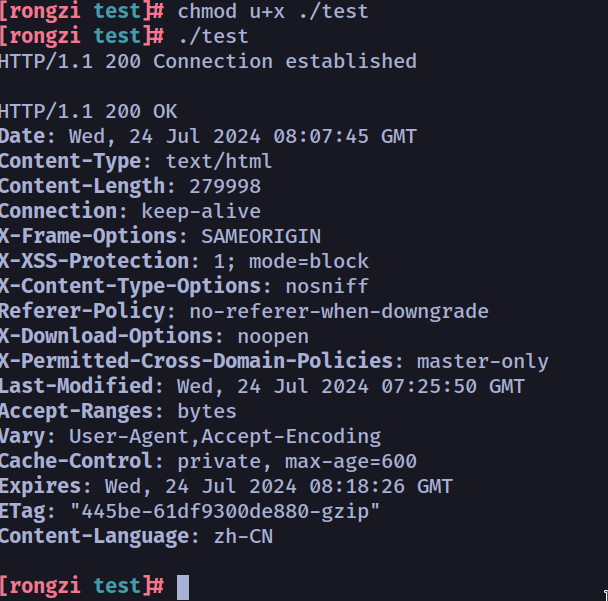 [rongzi test]# chmod u+x ./test
[rongzi test]# ./test
HTTP/1.1 200 Connection established
HTTP/1.1 200 OK
Date: Wed, 24 Jul 2024 08:07:45 GMT
Content-Type: text/html
Content-Length: 279998
Connection: keep-alive
X-Frame-Options: SAMEORIGIN
X-XSS-Protection: 1; mode=block
X-Content-Type-Options: nosniff
Referer-Policy: no-referer-when-downgrade
X-Download-Options: noopen
X-Permitted-Cross-Domain-Policies: master-only
Last-Modified: Wed, 24 Jul 2024 07:25:50 GMT
Accept-Ranges: bytes
Vary: User-Agent,Accept-Encoding
Cache-Control: private, max-age=600
Expires: Wed, 24 Jul 2024 08:18:26 GMT
ETag: "445be-61df9300de880-gzip"
Content-Language: zh-CN
[rongzi test]#